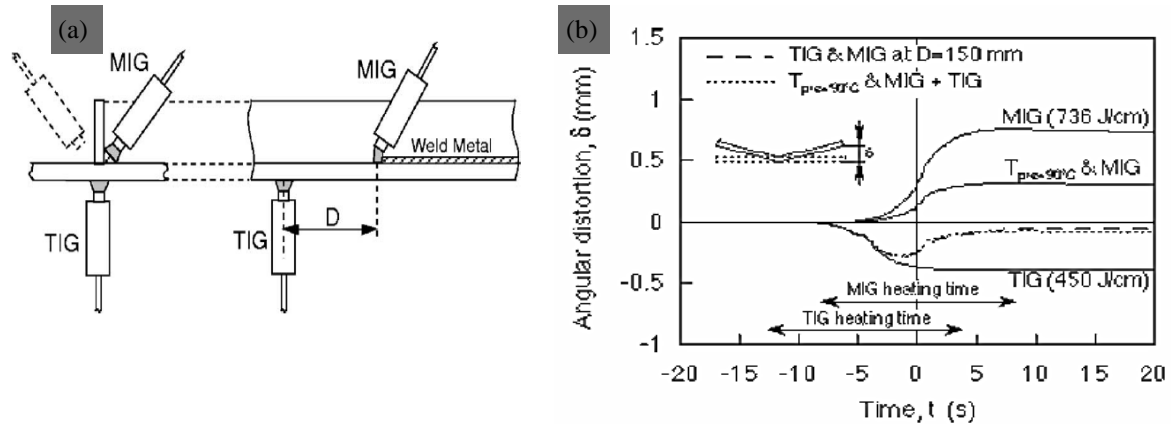 (a)
MIG
MIG
Weld Metal
TIG
TIG
D
(b)
1.5
1
0.5
0
-0.5
-1
Angular distortion, δ (mm)
TIG & MIG at D=150 mm
Tpre=90°C & MIG + TIG
δ
MIG (736 J/cm)
Tpre=90°C & MIG
TIG (450 J/cm)
MIG heating time
TIG heating time
-20 -15 -10 -5 0 5 10 15 20
Time, t (s)